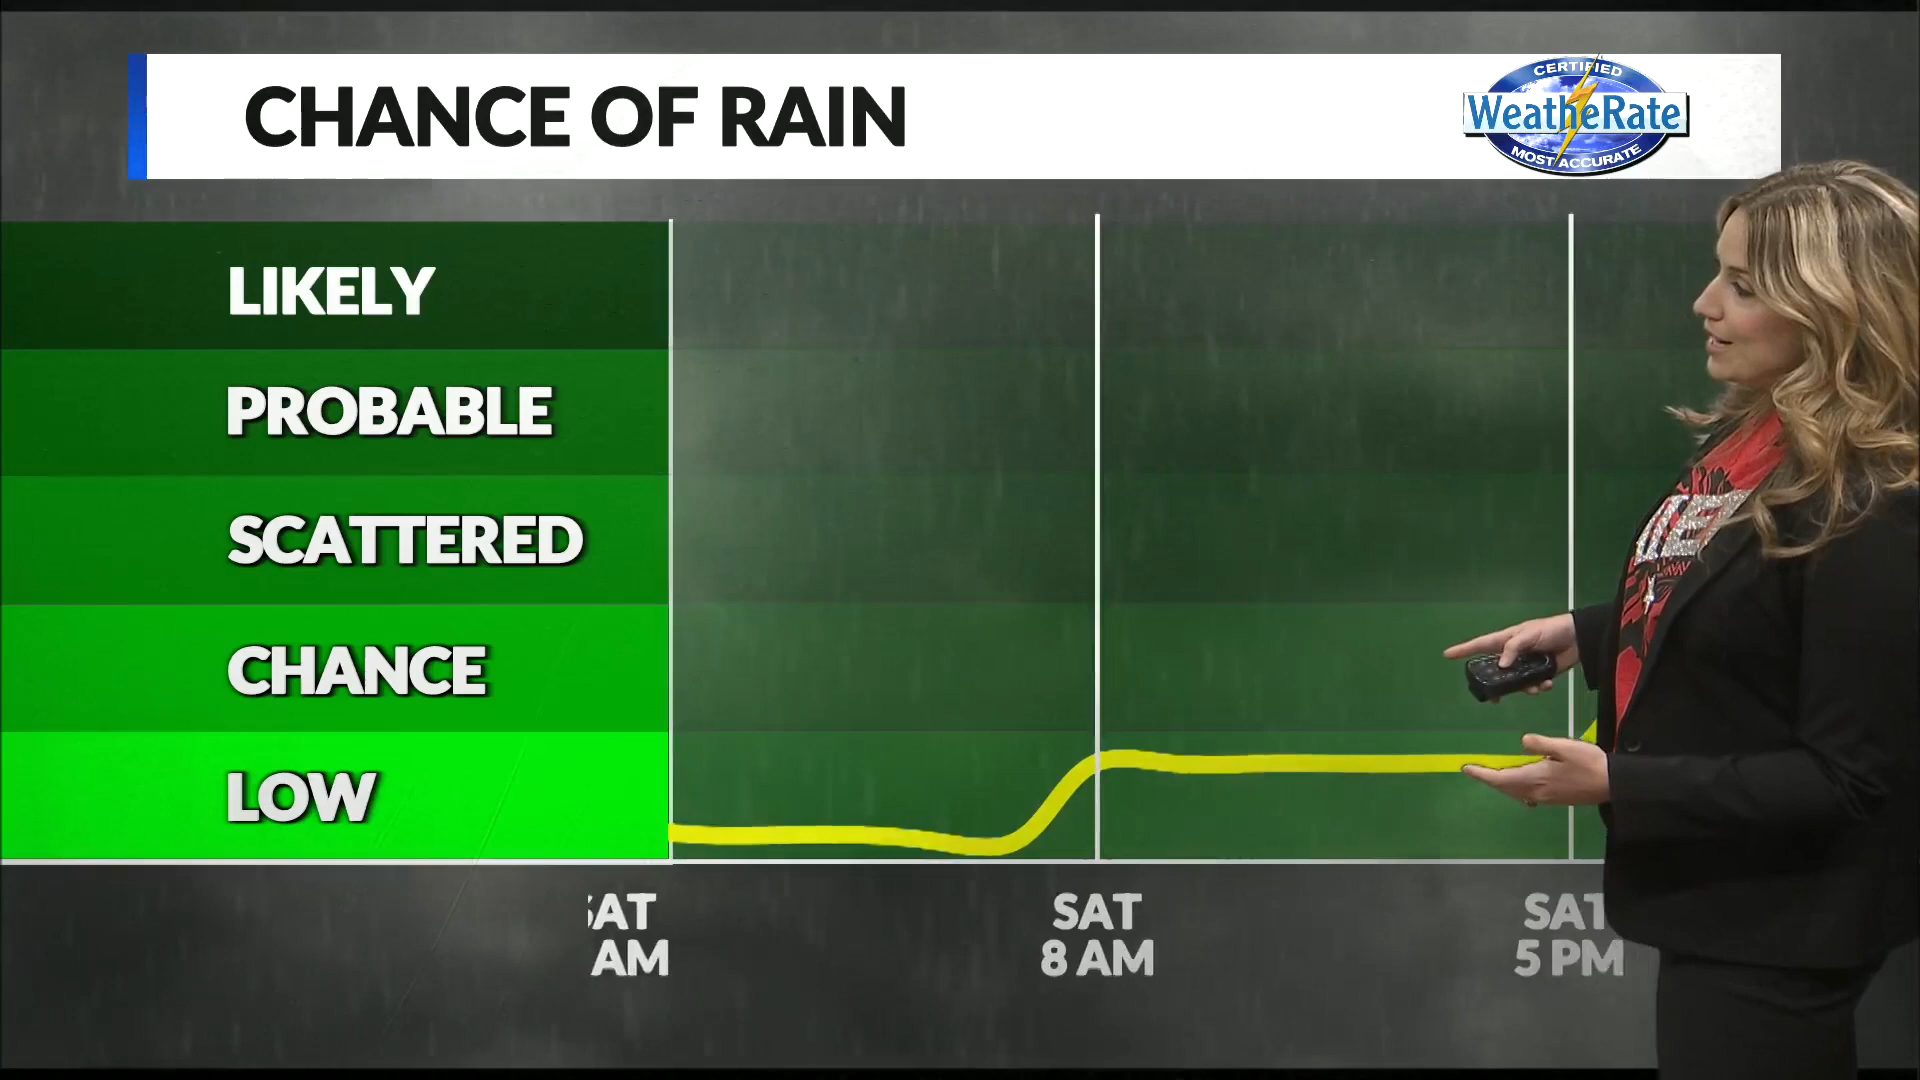 CHANCE OF RAIN
CERTIFIED
WeatheRate
MOST ACCURATE
LIKELY
PROBABLE
SCATTERED
CHANCE
LOW
SAT
AM
SAT
8 AM
SAT
5 PM